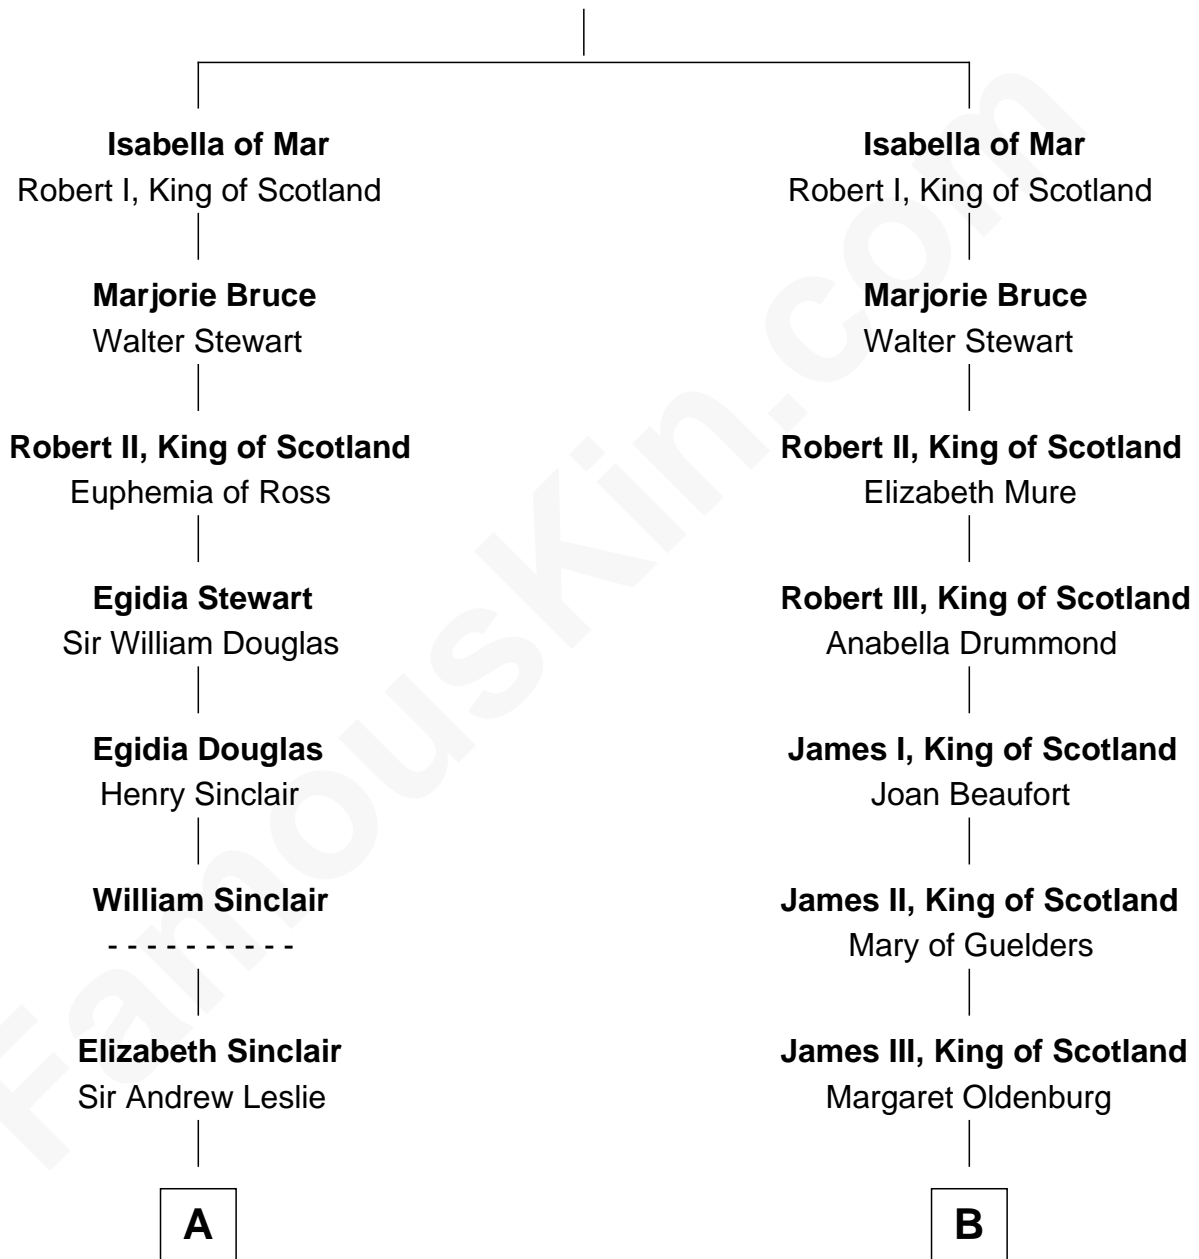 Isabella of Mar
Robert I, King of Scotland
Marjorie Bruce
Walter Stewart
Robert II, King of Scotland
Euphemia of Ross
Egidia Stewart
Sir William Douglas
Egidia Douglas
Henry Sinclair
William Sinclair
- - - - - - - - - -
Elizabeth Sinclair
Sir Andrew Leslie
A
Isabella of Mar
Robert I, King of Scotland
Marjorie Bruce
Walter Stewart
Robert II, King of Scotland
Elizabeth Mure
Robert III, King of Scotland
Anabella Drummond
James I, King of Scotland
Joan Beaufort
James II, King of Scotland
Mary of Guelders
James III, King of Scotland
Margaret Oldenburg
B
FamousKin.com